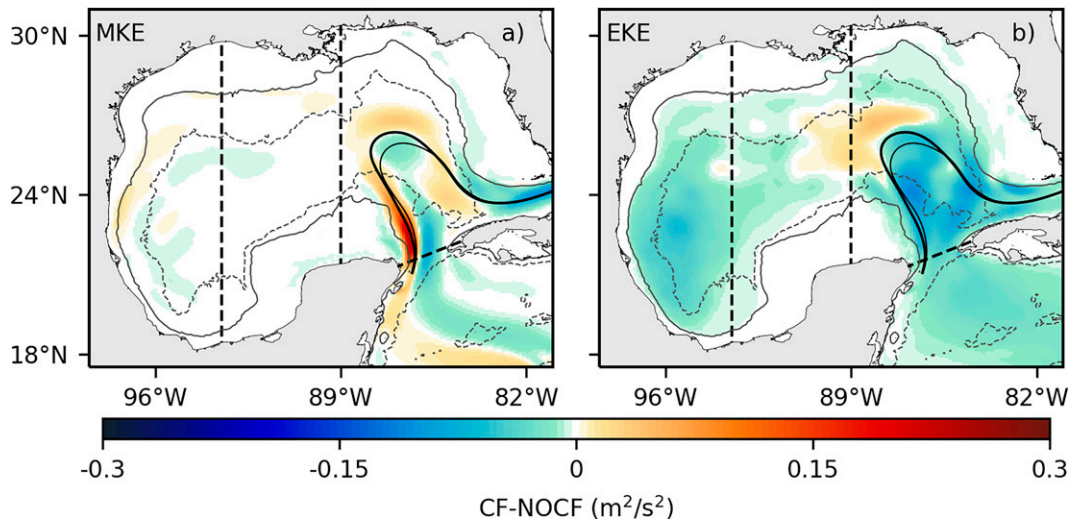 MKE a) EKE b)
30°N
24°N
18°N
96°W 89°W 82°W 96°W 89°W 82°W
-0.3 -0.15 0 0.15 0.3
CF-NOCF (m²/s²)